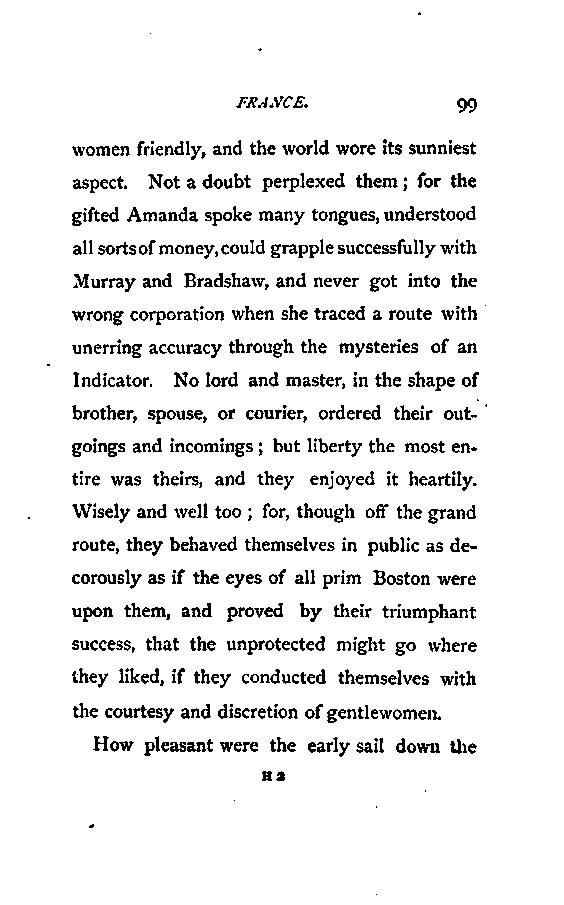 FRANCE. 99
women friendly, and the world wore its sunniest
aspect. Not a doubt perplexed them; for the
gifted Amanda spoke many tongues, understood
all sorts of money, could grapple successfully with
Murray and Bradshaw, and never got into the
wrong corporation when she traced a route with
unerring accuracy through the mysteries of an
Indicator. No lord and master, in the shape of
brother, spouse, or courier, ordered their out-
goings and incomings; but liberty the most en-
tire was theirs, and they enjoyed it heartily.
Wisely and well too; for, though off the grand
route, they behaved themselves in public as de-
corously as if the eyes of all prim Boston were
upon them, and proved by their triumphant
success, that the unprotected might go where
they liked, if they conducted themselves with
the courtesy and discretion of gentlewomen.
How pleasant were the early sail down the
H 2